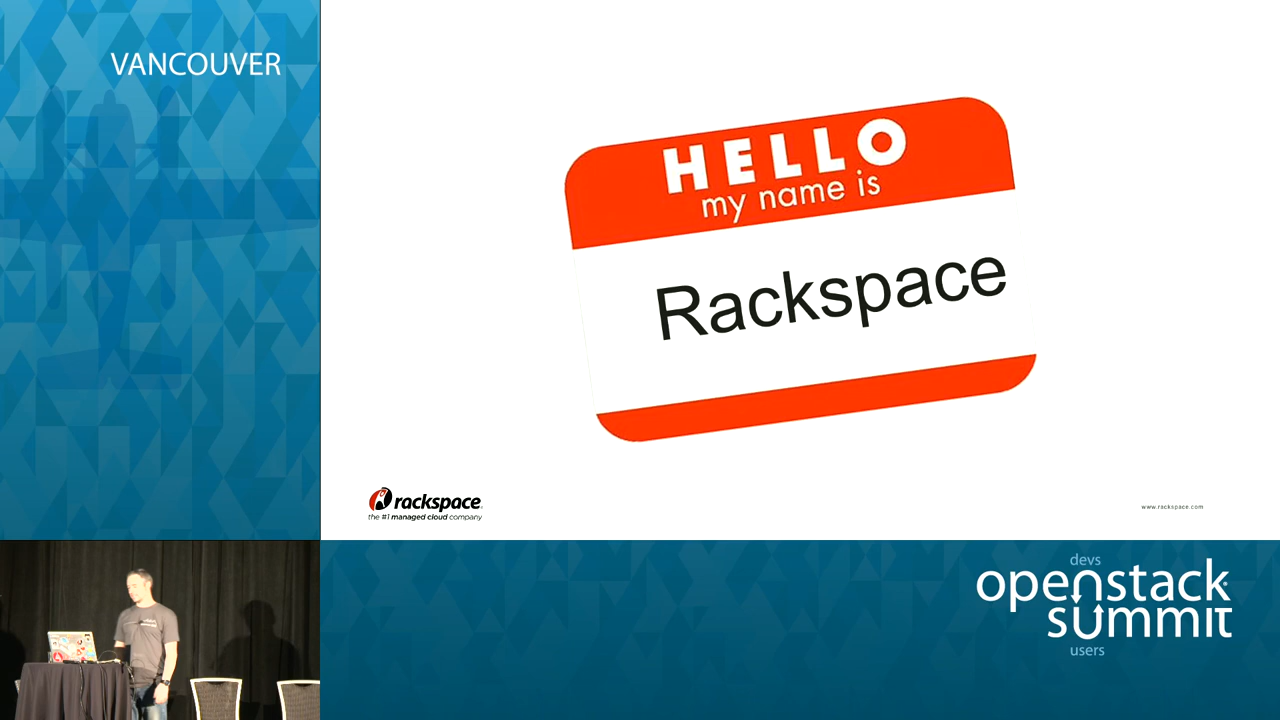 VANCOUVER
HELLO
my name is
Rackspace
rackspace
the #1 managed cloud company
www.rackspace.com
devs
openstack
summit
users